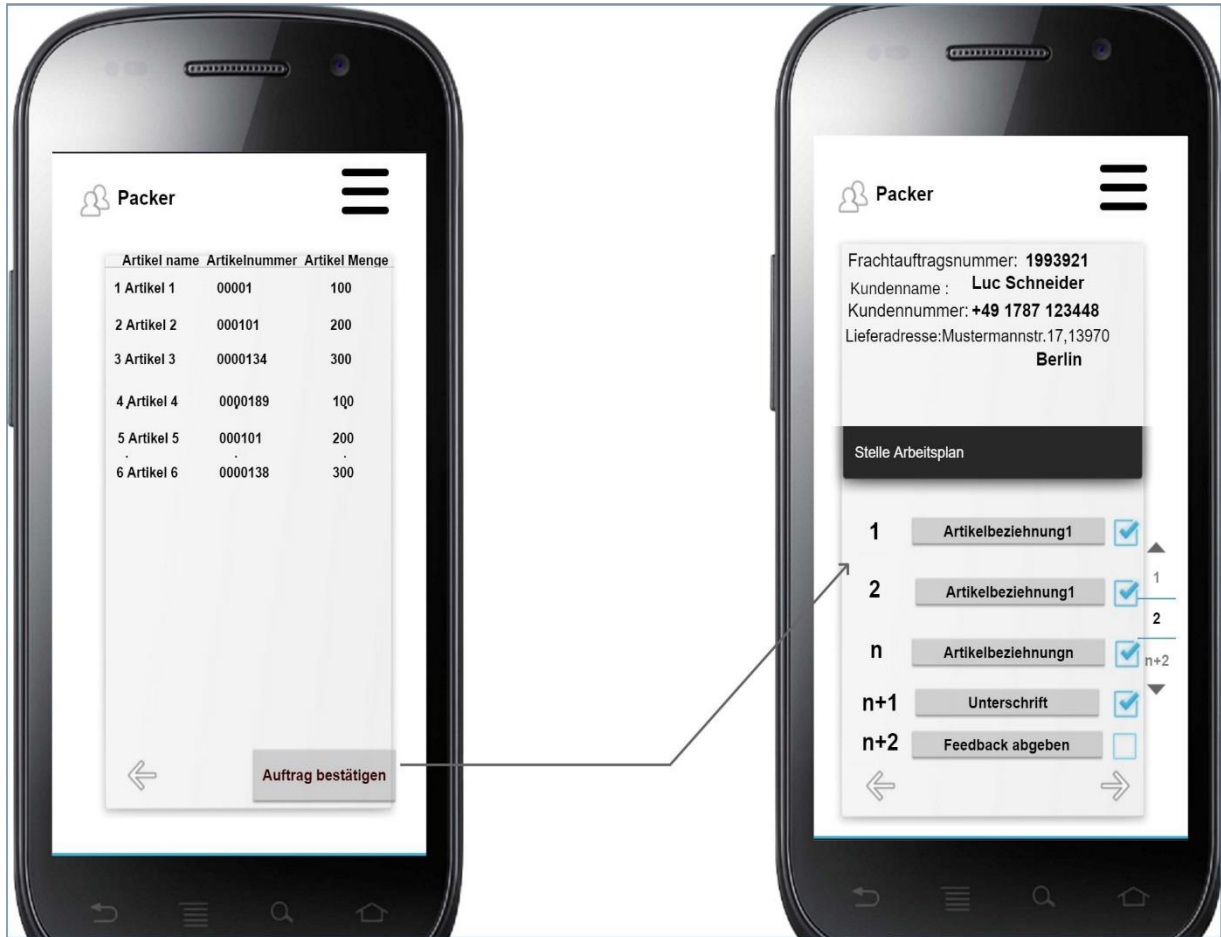 Packer
Artikel name Artikelnummer Artikel Menge
1 Artikel 1 00001 100
2 Artikel 2 000101 200
3 Artikel 3 0000134 300
4 Artikel 4 0000189 100
5 Artikel 5 000101 200
6 Artikel 6 0000138 300
Auftrag bestätigen
Packer
Frachtauftragsnummer: 1993921
Kundenname : Luc Schneider
Kundennummer: +49 1787 123448
Lieferadresse:Mustermannstr.17,13970
Berlin
Stelle Arbeitsplan
1 Artikelbeziehnung1
2 Artikelbeziehnung1
n Artikelbeziehnungn
n+1 Unterschrift
n+2 Feedback abgeben
1
2
n+2